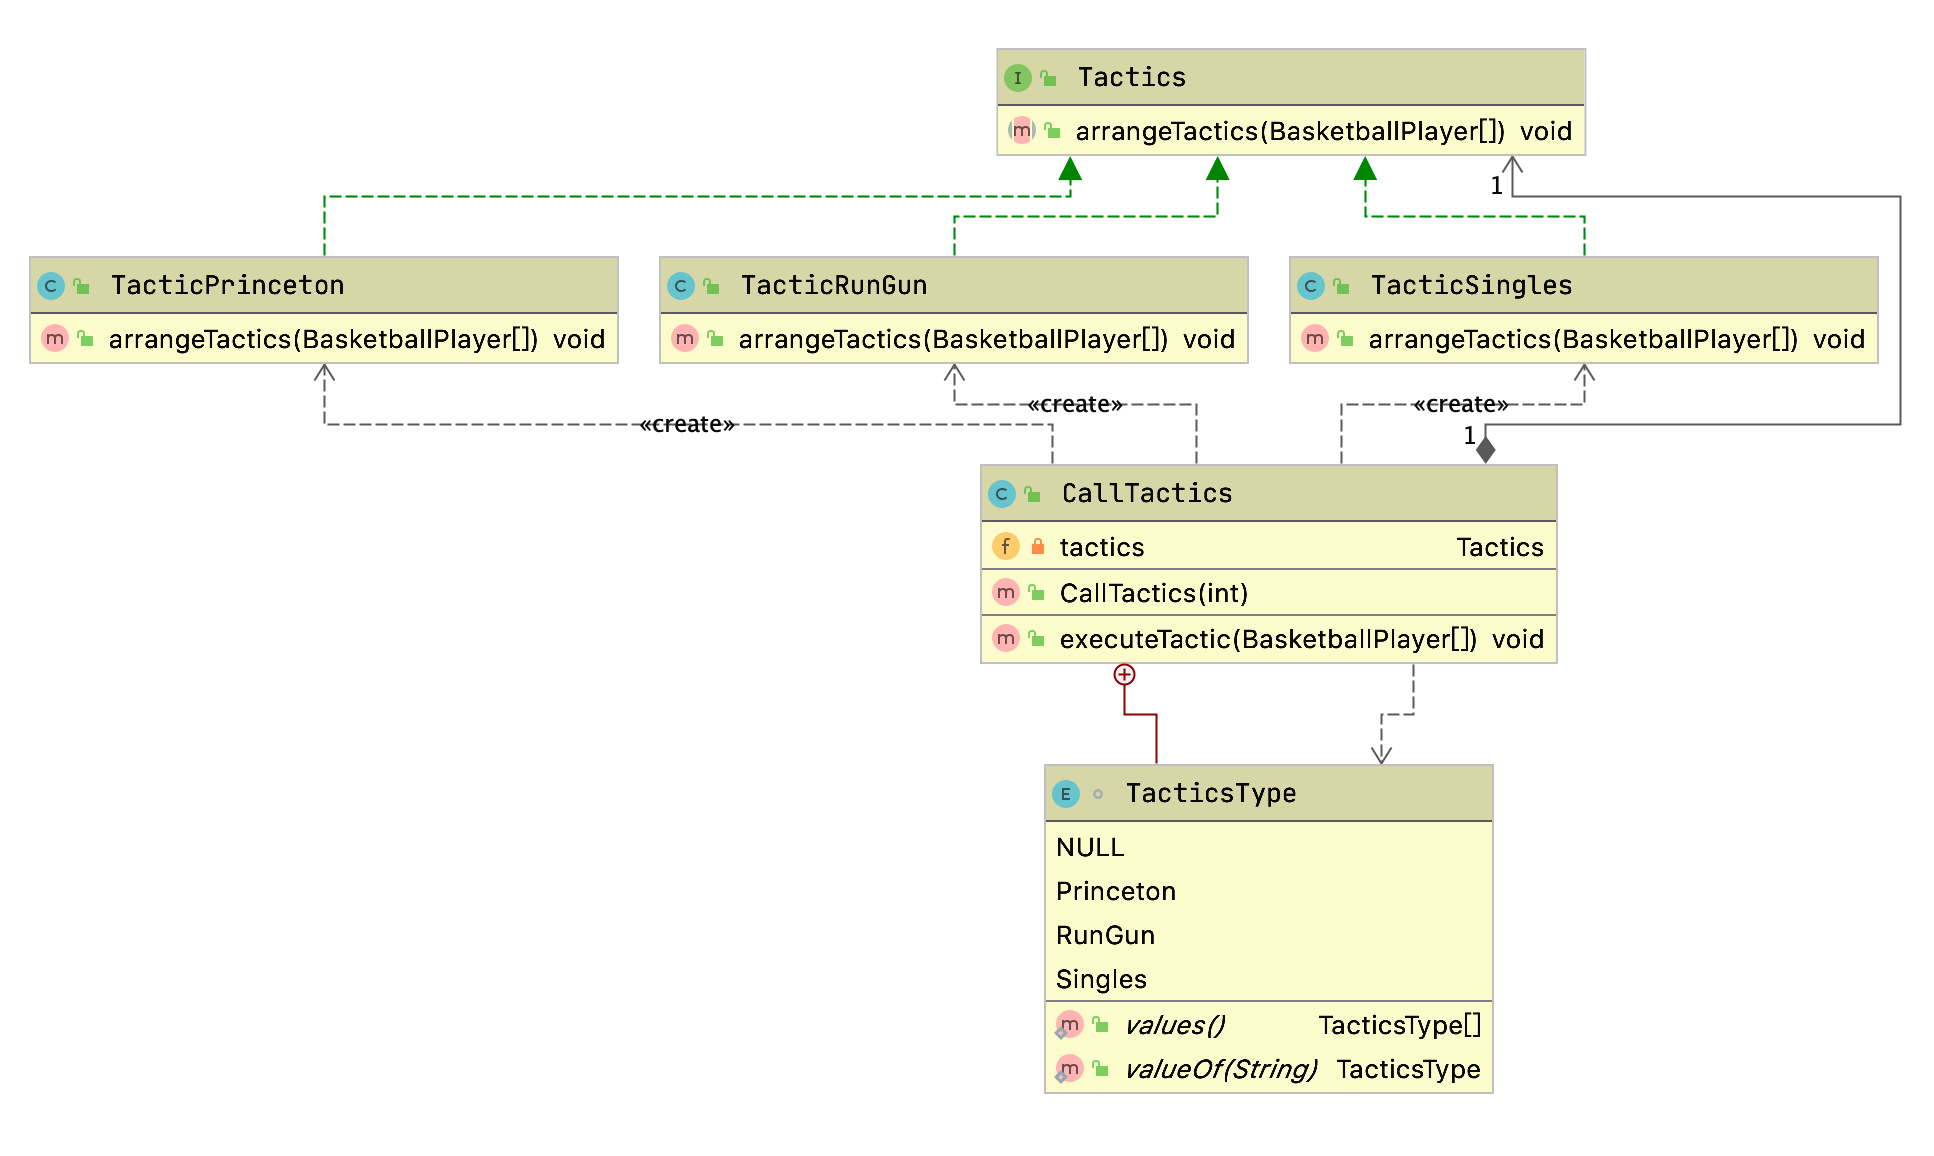 I Tactics
m arrangeTactics(BasketballPlayer[]) void
1
C TacticPrinceton
m arrangeTactics(BasketballPlayer[]) void
C TacticRunGun
m arrangeTactics(BasketballPlayer[]) void
C TacticSingles
m arrangeTactics(BasketballPlayer[]) void
«create»
«create»
«create»
1
C CallTactics
f tactics Tactics
m CallTactics(int)
m executeTactic(BasketballPlayer[]) void
E TacticsType
NULL
Princeton
RunGun
Singles
m values() TacticsType[]
m valueOf(String) TacticsType